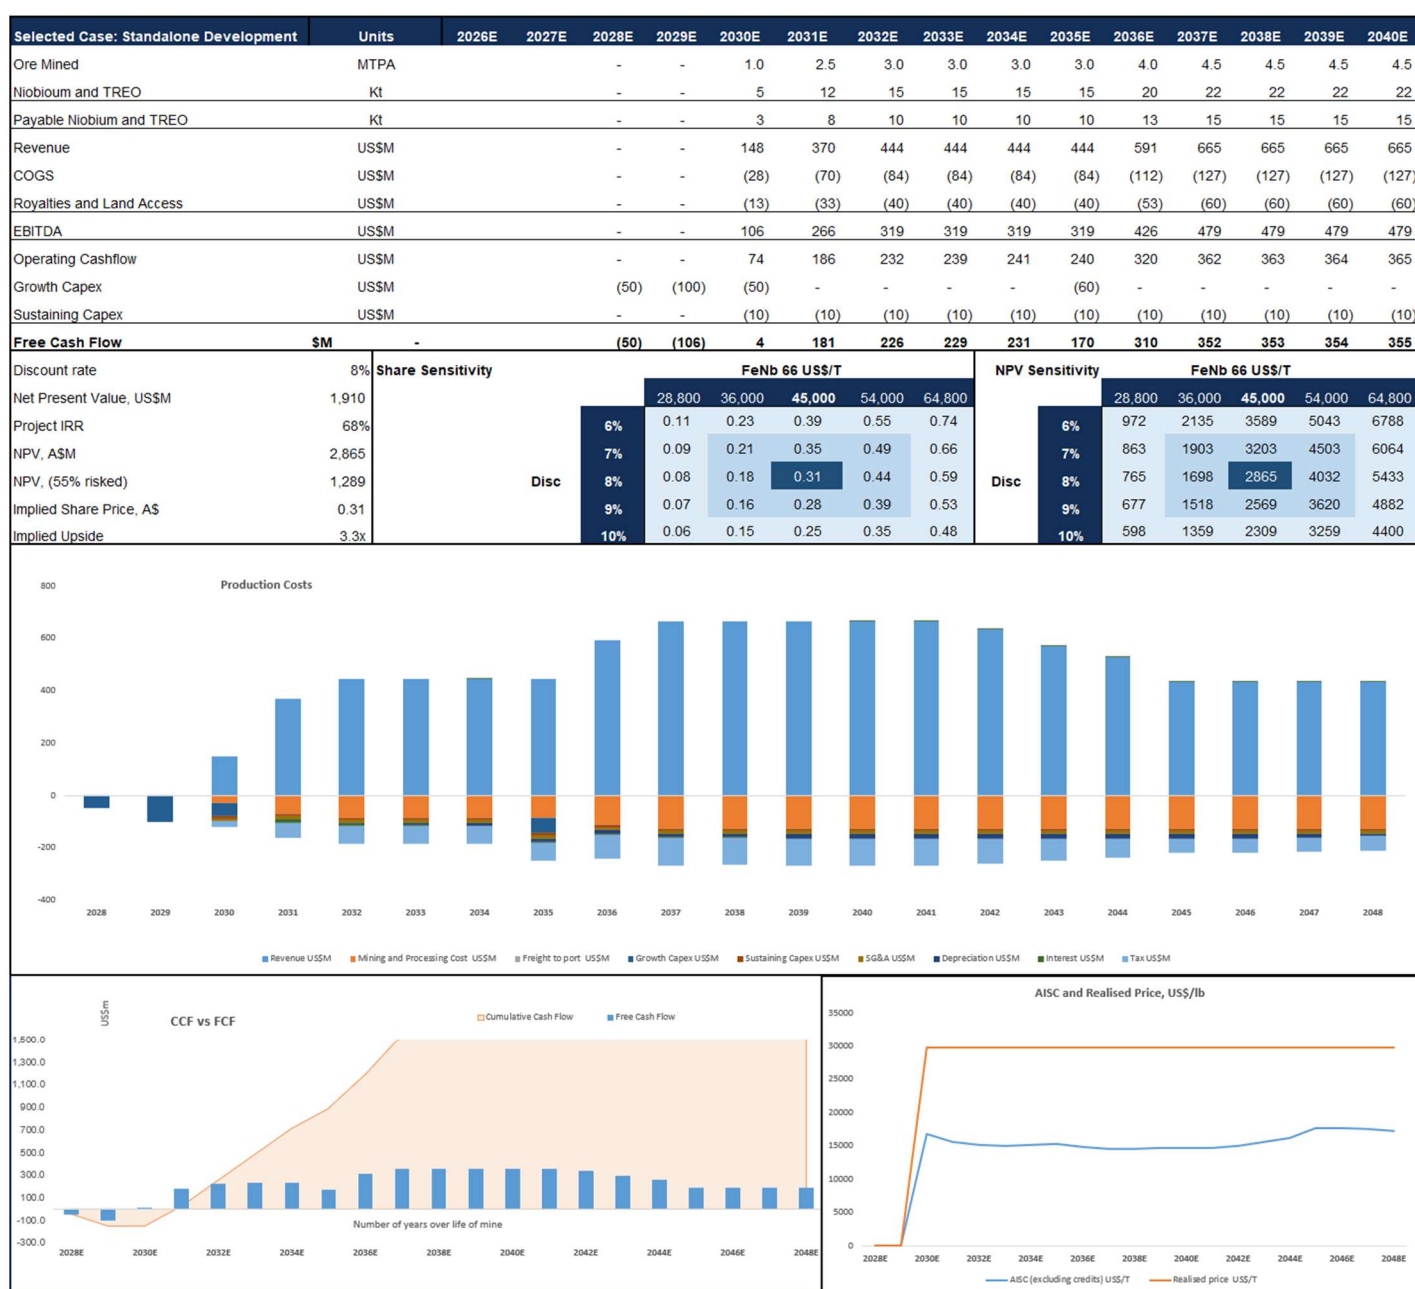 Selected Case: Standalone Development Units 2026E 2027E 2028E 2029E 2030E 2031E 2032E 2033E 2034E 2035E 2036E 2037E 2038E 2039E 2040E
Ore Mined MTPA - - 1.0 2.5 3.0 3.0 3.0 3.0 4.0 4.5 4.5 4.5 4.5
Niobioum and TREO Kt - - 5 12 15 15 15 15 20 22 22 22 22
Payable Niobium and TREO Kt - - 3 8 10 10 10 10 13 15 15 15 15
Revenue US$M - - 148 370 444 444 444 444 591 665 665 665 665
COGS US$M - - (28) (70) (84) (84) (84) (84) (112) (127) (127) (127) (127)
Royalties and Land Access US$M - - (13) (33) (40) (40) (40) (40) (53) (60) (60) (60) (60)
EBITDA US$M - - 106 266 319 319 319 319 426 479 479 479 479
Operating Cashflow US$M - - 74 186 232 239 241 240 320 362 363 364 365
Growth Capex US$M (50) (100) (50) - - - - (60) - - - - -
Sustaining Capex US$M - - (10) (10) (10) (10) (10) (10) (10) (10) (10) (10) (10)
Free Cash Flow $M - (50) (106) 4 181 226 229 231 170 310 352 353 354 355
Discount rate 8% Share Sensitivity FeNb 66 US$/T NPV Sensitivity FeNb 66 US$/T
Net Present Value, US$M 1,910 28,800 36,000 45,000 54,000 64,800 28,800 36,000 45,000 54,000 64,800
Project IRR 68% 6% 0.11 0.23 0.39 0.55 0.74 6% 972 2135 3589 5043 6788
NPV, A$M 2,865 7% 0.09 0.21 0.35 0.49 0.66 7% 863 1903 3203 4503 6064
NPV, (55% risked) 1,289 Disc 8% 0.08 0.18 0.31 0.44 0.59 Disc 8% 765 1698 2865 4032 5433
Implied Share Price, A$ 0.31 9% 0.07 0.16 0.28 0.39 0.53 9% 677 1518 2569 3620 4882
Implied Upside 3.3x 10% 0.06 0.15 0.25 0.35 0.48 10% 598 1359 2309 3259 4400
Production Costs
800
600
400
200
0
-200
-400
2028 2029 2030 2031 2032 2033 2034 2035 2036 2037 2038 2039 2040 2041 2042 2043 2044 2045 2046 2047 2048
Revenue US$M Mining and Processing Cost US$M Freight to port US$M Growth Capex US$M Sustaining Capex US$M SG&A US$M Depreciation US$M Interest US$M Tax US$M
US$m
CCF vs FCF
Cumulative Cash Flow Free Cash Flow
1,500.0
1,300.0
1,100.0
900.0
700.0
500.0
300.0
100.0
-100.0
-300.0
Number of years over life of mine
2028E 2030E 2032E 2034E 2036E 2038E 2040E 2042E 2044E 2046E 2048E
AISC and Realised Price, US$/lb
35000
30000
25000
20000
15000
10000
5000
0
2028E 2030E 2032E 2034E 2036E 2038E 2040E 2042E 2044E 2046E 2048E
AISC (excluding credits) US$/T Realised price US$/T